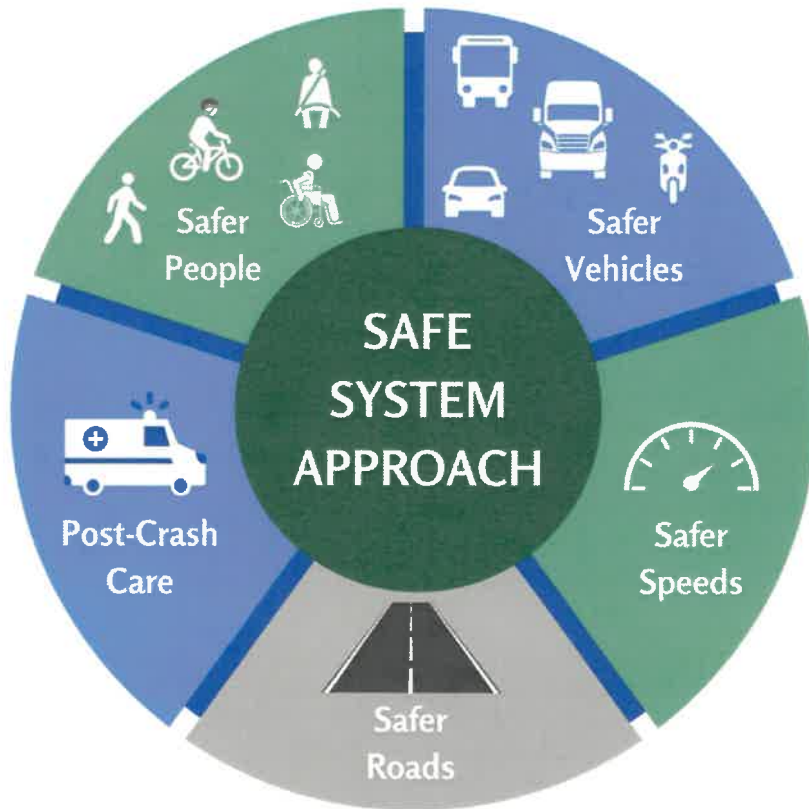 SAFE
SYSTEM
APPROACH
Safer
People
Safer
Vehicles
Safer
Speeds
Safer
Roads
Post-Crash
Care